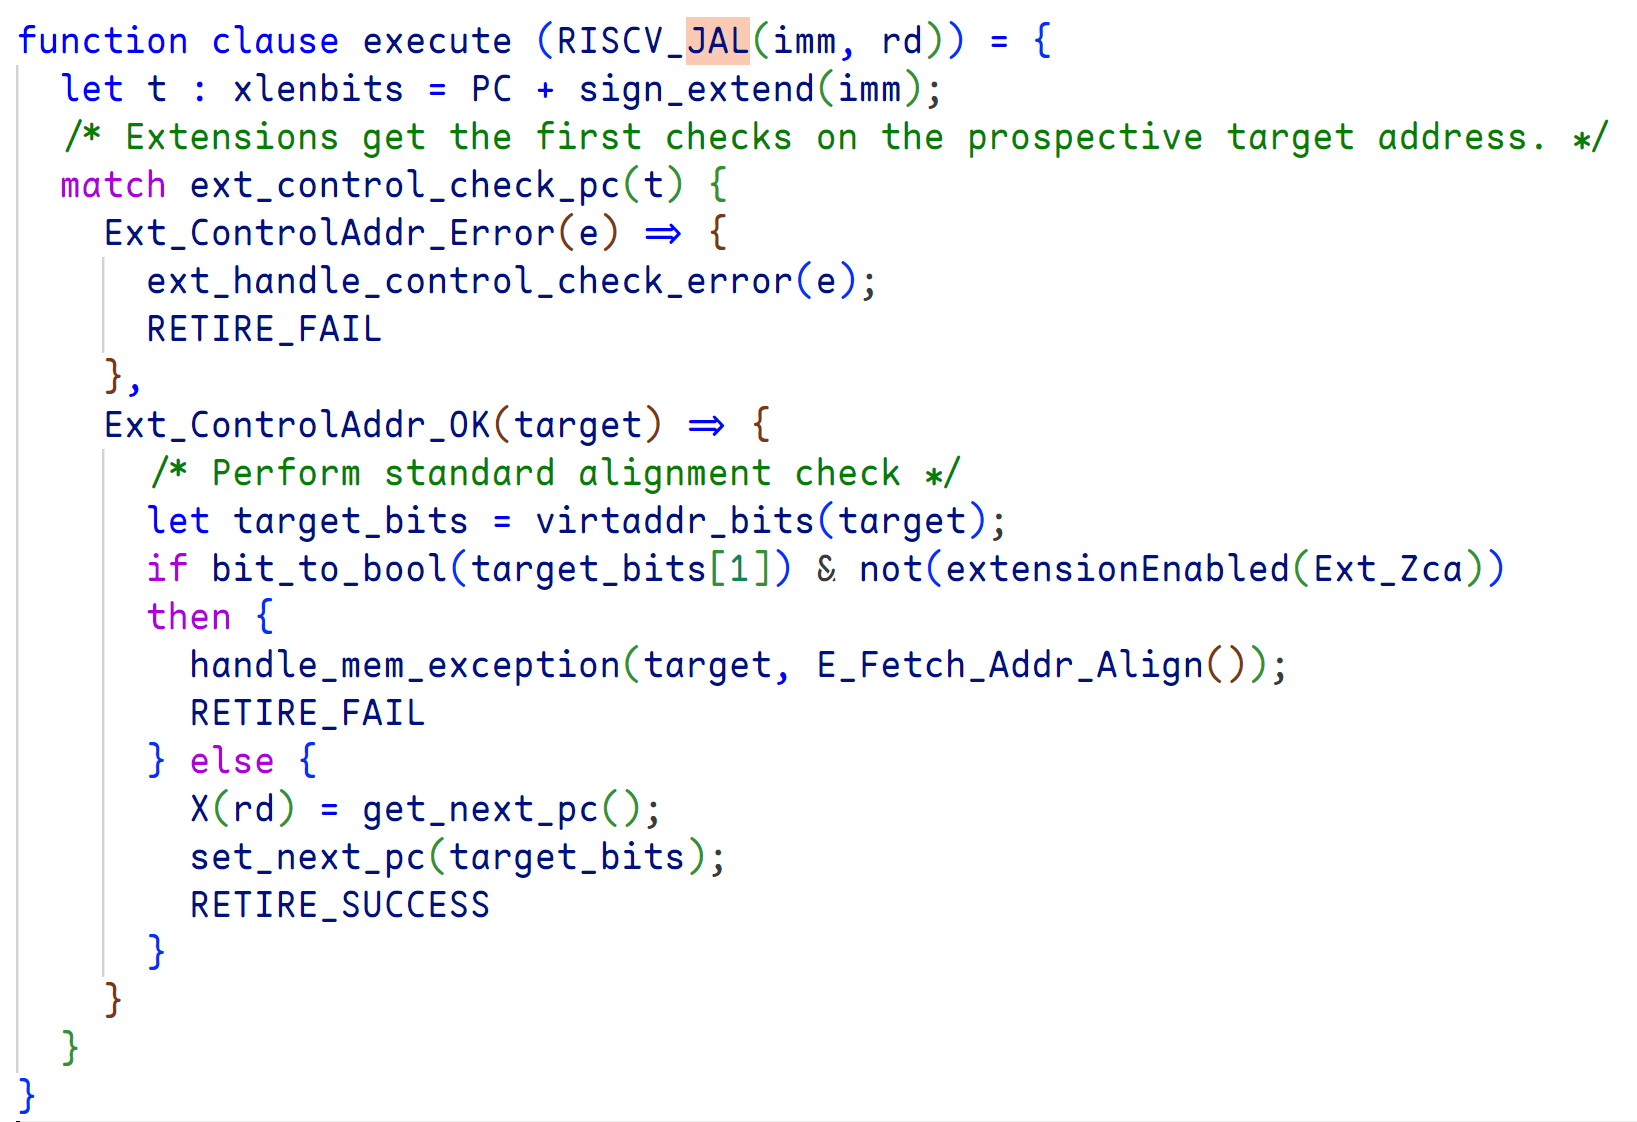 function clause execute (RISCV_JAL(imm, rd)) = {
  let t : xlenbits = PC + sign_extend(imm);
  /* Extensions get the first checks on the prospective target address. */
  match ext_control_check_pc(t) {
    Ext_ControlAddr_Error(e) => {
      ext_handle_control_check_error(e);
      RETIRE_FAIL
    },
    Ext_ControlAddr_OK(target) => {
      /* Perform standard alignment check */
      let target_bits = virtaddr_bits(target);
      if bit_to_bool(target_bits[1]) & not(extensionEnabled(Ext_Zca))
      then {
        handle_mem_exception(target, E_Fetch_Addr_Align());
        RETIRE_FAIL
      } else {
        X(rd) = get_next_pc();
        set_next_pc(target_bits);
        RETIRE_SUCCESS
      }
    }
  }
}